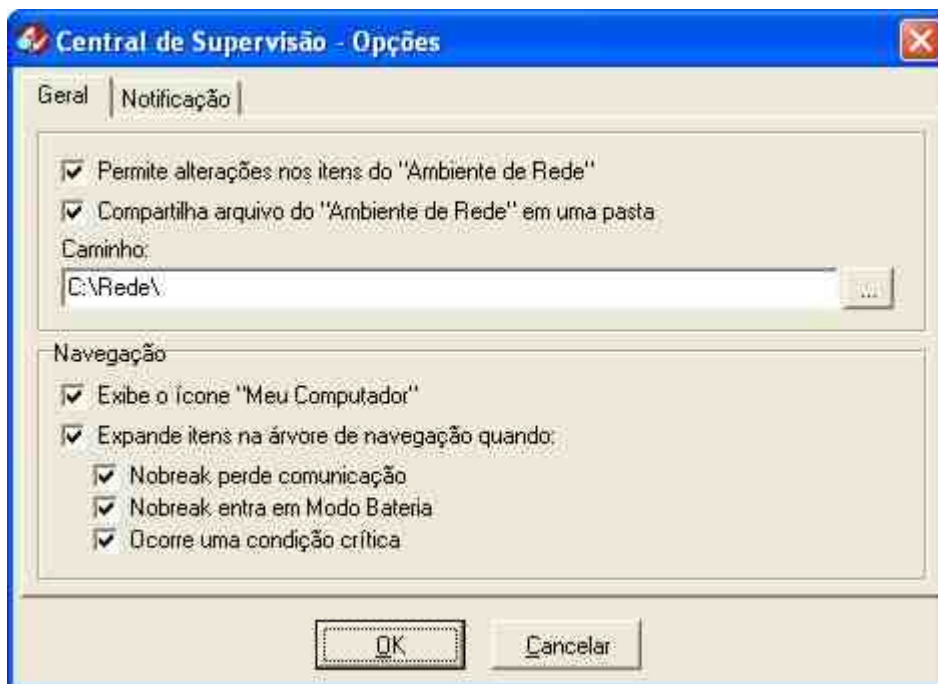 Central de Supervisão - Opções
Geral Notificação
Permite alterações nos itens do "Ambiente de Rede"
Compartilha arquivo do "Ambiente de Rede" em uma pasta
Caminho:
C:\Rede\
...
Navegação
Exibe o ícone "Meu Computador"
Expande itens na árvore de navegação quando:
Nobreak perde comunicação
Nobreak entra em Modo Bateria
Ocorre uma condição crítica
OK Cancelar